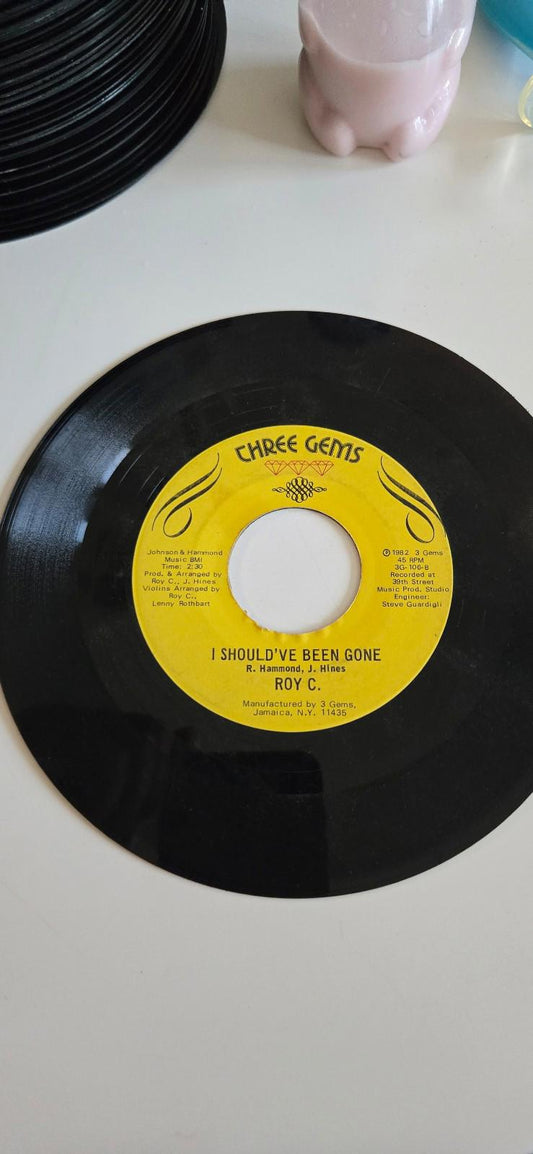 THREE GEMS
Johnson & Hammond
Music BMI
Time: 2:30
Prod. & Arranged by
Roy C., J. Hines
Violins Arranged by
Roy C.,
Lenny Rothbart
℗ 1982 3 Gems
45 RPM
3G-106-B
Recorded at
39th Street
Music Prod. Studio
Engineer:
Steve Guardigli
I SHOULD'VE BEEN GONE
R. Hammond, J. Hines
ROY C.
Manufactured by 3 Gems,
Jamaica, N.Y. 11435